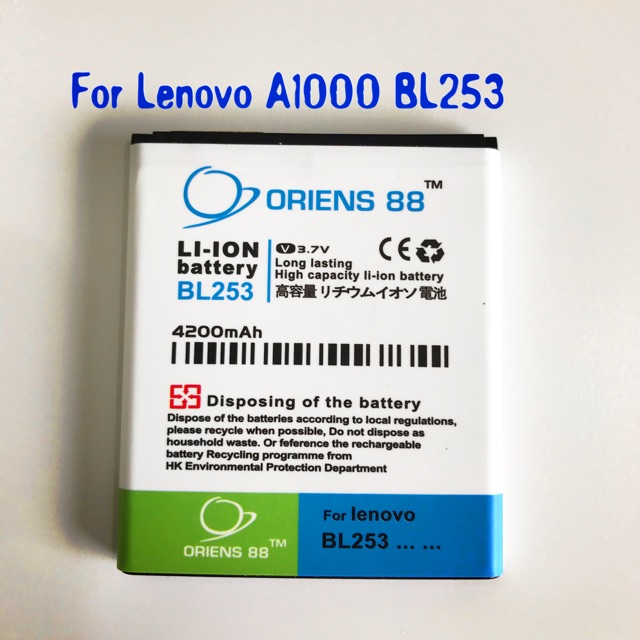 For Lenovo A1000 BL253
ORIENS 88™
LI-ION
battery
BL253
V 3.7V
Long lasting
High capacity li-ion battery
高容量 リチウムイオン 電池
CE
4200mAh
Disposing of the battery
Dispose of the batteries according to local regulations,
please recycle when possible, Do not dispose as
household waste. Or reference the rechargeable
battery Recycling programme from
HK Environmental Protection Department
ORIENS 88™
For lenovo
BL253 ... ...